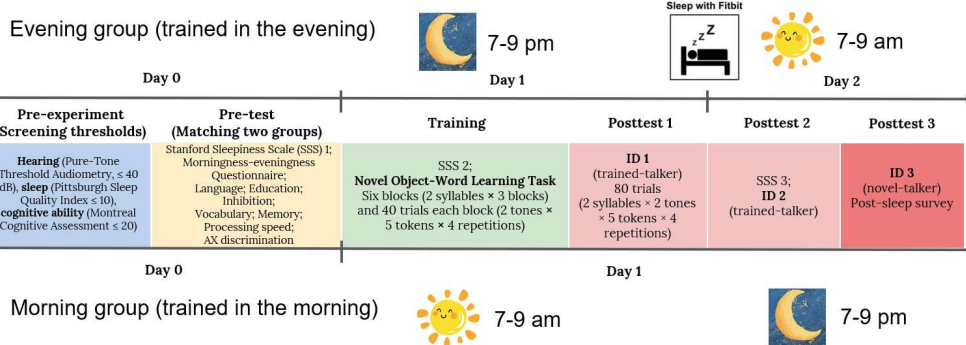 Sleep with Fitbit
Evening group (trained in the evening)
7-9 pm
zzZ
7-9 am
Day 0
Day 1
Day 2
Pre-experiment
(Screening thresholds)
Pre-test
(Matching two groups)
Training
Posttest 1
Posttest 2
Posttest 3
Hearing (Pure-Tone
Threshold Audiometry, ≤ 40
dB), sleep (Pittsburgh Sleep
Quality Index ≤ 10),
cognitive ability (Montreal
Cognitive Assessment ≤ 20)
Stanford Sleepiness Scale (SSS) 1;
Morningness-eveningness
Questionnaire;
Language; Education;
Inhibition;
Vocabulary; Memory;
Processing speed;
AX discrimination
SSS 2;
Novel Object-Word Learning Task
Six blocks (2 syllables × 3 blocks)
and 40 trials each block (2 tones ×
5 tokens × 4 repetitions)
ID 1
(trained-talker)
80 trials
(2 syllables × 2 tones
× 5 tokens × 4
repetitions)
SSS 3;
ID 2
(trained-talker)
ID 3
(novel-talker)
Post-sleep survey
Day 0
Day 1
Morning group (trained in the morning)
7-9 am
7-9 pm